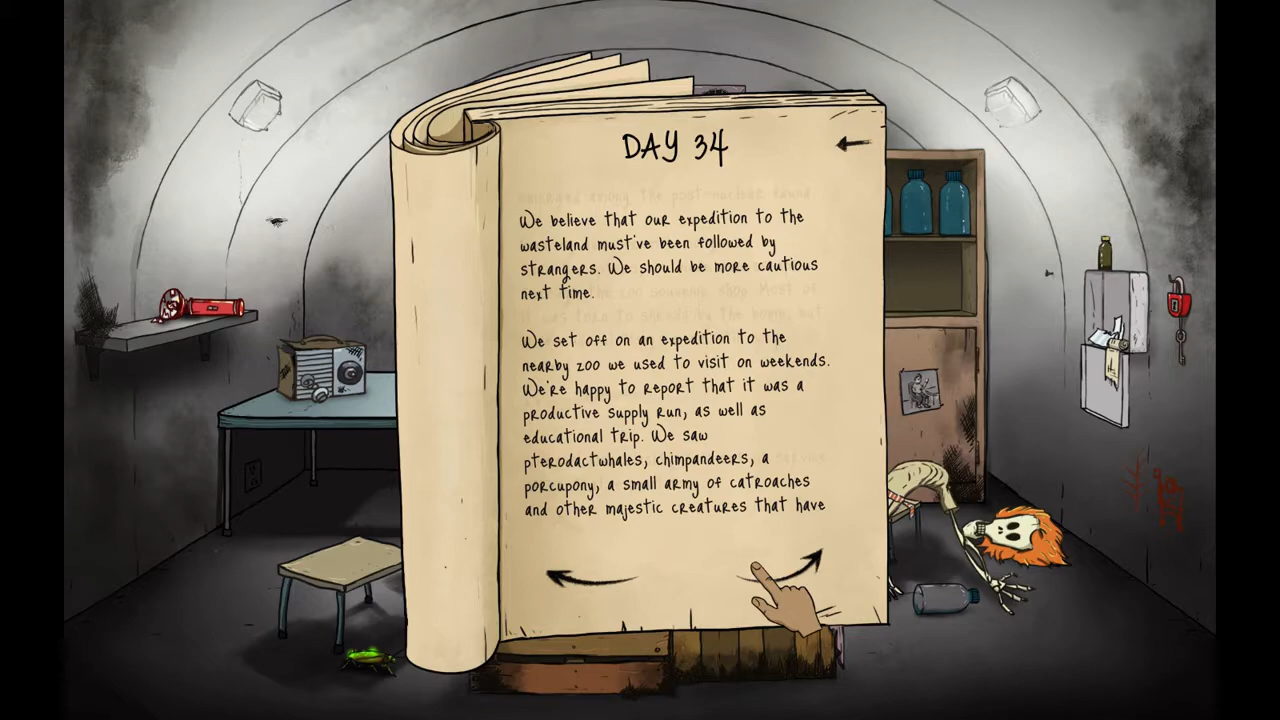 DAY 34
We believe that our expedition to the
wasteland must've been followed by
strangers. We should be more cautious
next time.
We set off on an expedition to the
nearby zoo we used to visit on weekends.
We're happy to report that it was a
productive supply run, as well as
educational trip. We saw
pterodactwhales, chimpandeers, a
porcupony, a small army of catroaches
and other majestic creatures that have